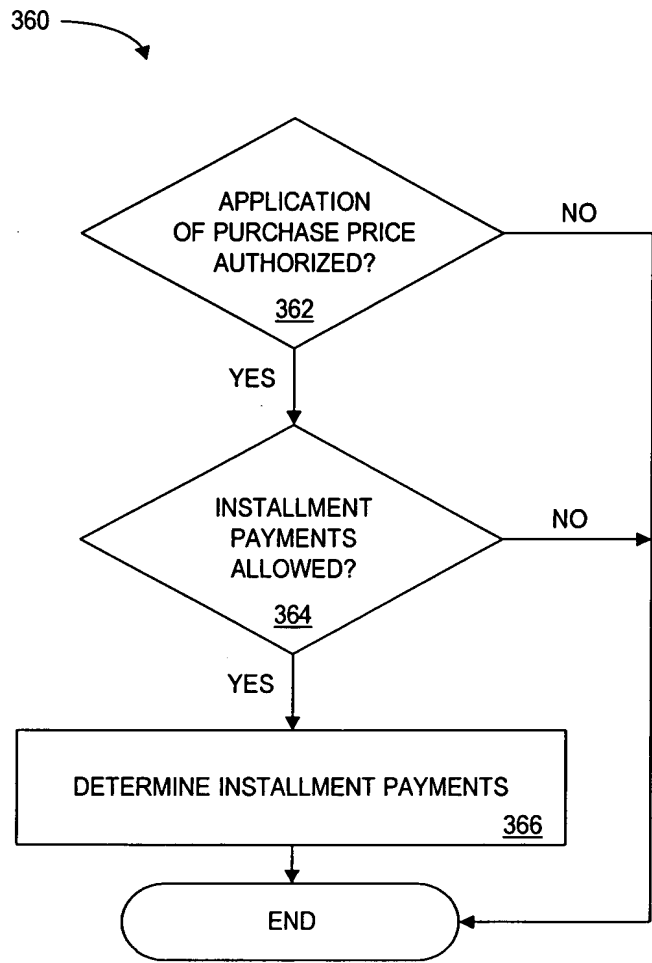 360
APPLICATION
OF PURCHASE PRICE
AUTHORIZED?
362
NO
YES
INSTALLMENT
PAYMENTS
ALLOWED?
364
NO
YES
DETERMINE INSTALLMENT PAYMENTS
366
END